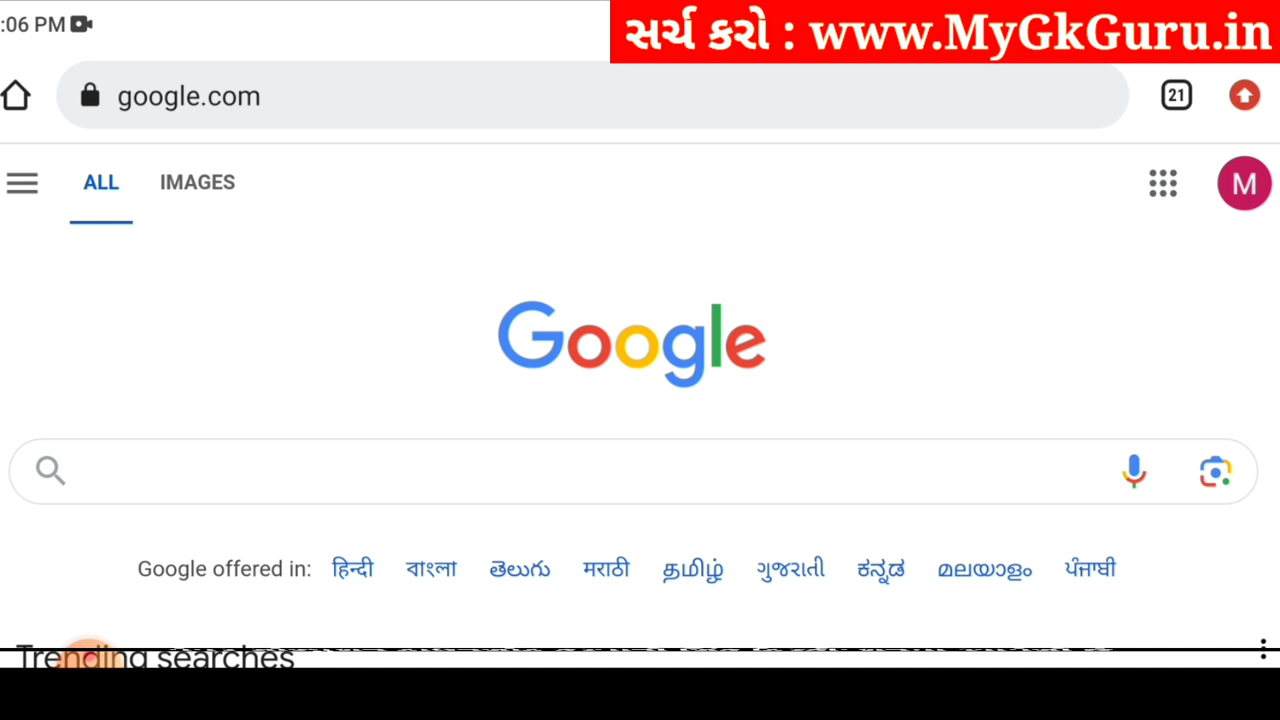 :06 PM
સર્ચ કરો : www.MyGkGuru.in
google.com
21
ALL IMAGES
M
Google
Google offered in: हिन्दी বাংলা తెలుగు मराठी தமிழ் ગુજરાતી ಕನ್ನಡ മലയാളം ਪੰਜਾਬੀ
Trending searches